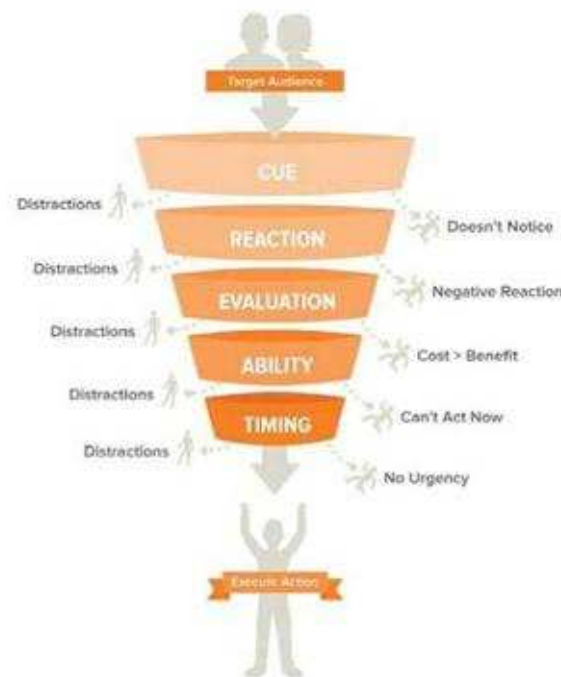 Target Audience
CUE
Distractions
Doesn't Notice
REACTION
Distractions
Negative Reaction
EVALUATION
Distractions
Cost > Benefit
ABILITY
Distractions
Can't Act Now
TIMING
Distractions
No Urgency
Execute Action